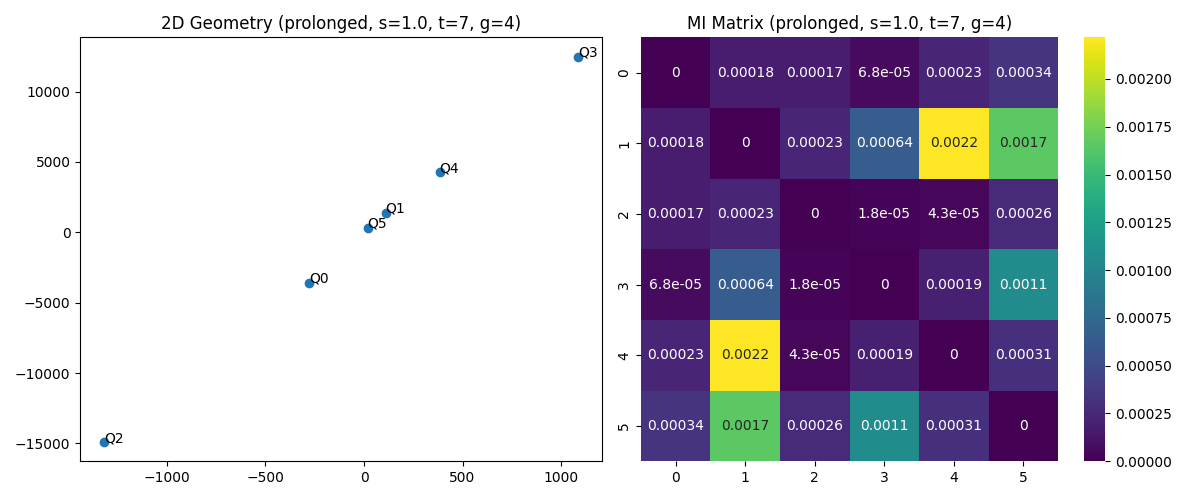 2D Geometry (prolonged, s=1.0, t=7, g=4)
10000
5000
0
−5000
−10000
−15000
−1000
−500
0
500
1000
Q3
Q4
Q1
Q5
Q0
Q2
MI Matrix (prolonged, s=1.0, t=7, g=4)
0 0 0.00018 0.00017 6.8e-05 0.00023 0.00034
1 0.00018 0 0.00023 0.00064 0.0022 0.0017
2 0.00017 0.00023 0 1.8e-05 4.3e-05 0.00026
3 6.8e-05 0.00064 1.8e-05 0 0.00019 0.0011
4 0.00023 0.0022 4.3e-05 0.00019 0 0.00031
5 0.00034 0.0017 0.00026 0.0011 0.00031 0
0 1 2 3 4 5
0.00200
0.00175
0.00150
0.00125
0.00100
0.00075
0.00050
0.00025
0.00000